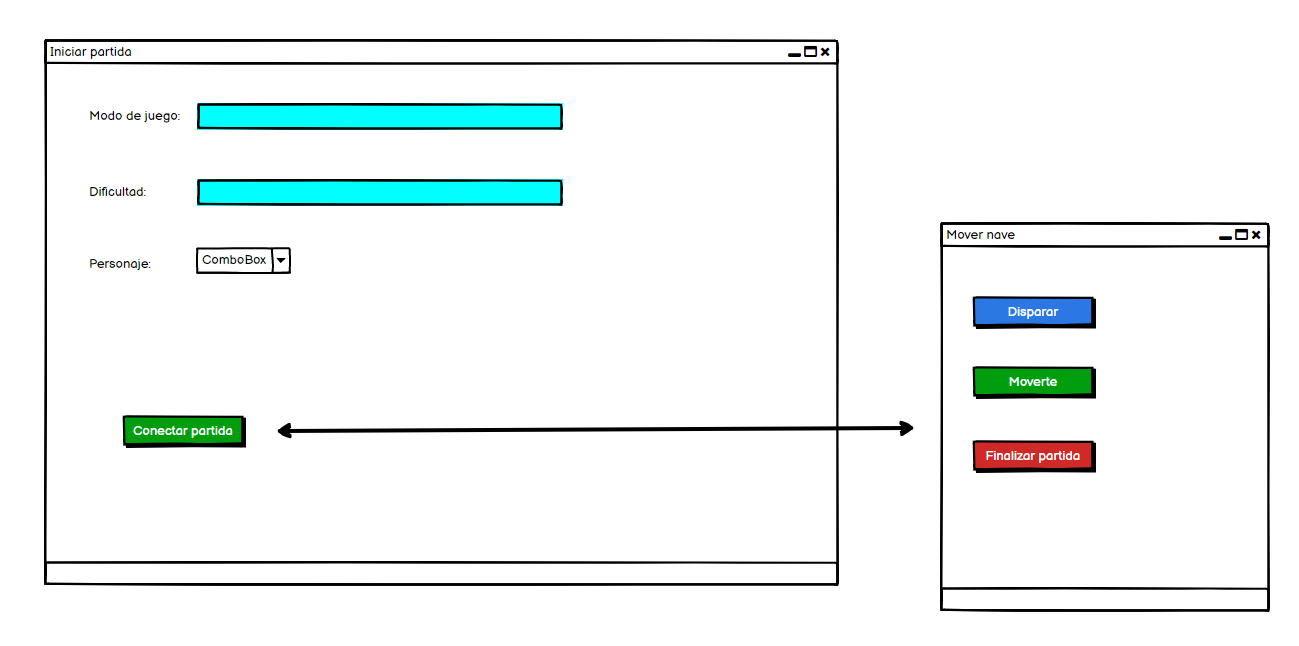 Iniciar partida
Modo de juego:
Dificultad:
Personaje:
ComboBox
Conectar partida
Mover nave
Disparar
Moverte
Finalizar partida